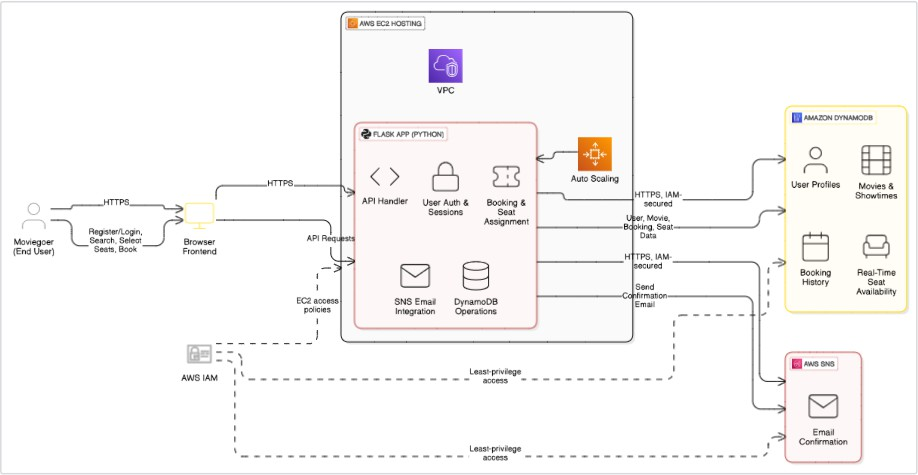 AWS EC2 HOSTING
VPC
FLASK APP (PYTHON)
API Handler
User Auth &
Sessions
Booking &
Seat
Assignment
SNS Email
Integration
DynamoDB
Operations
Auto Scaling
Moviegoer
(End User)
HTTPS
Register/Login,
Search, Select
Seats, Book
Browser
Frontend
HTTPS
API Requests
EC2 access
policies
AWS IAM
HTTPS, IAM-
secured
User, Movie,
Booking, Seat
Data
HTTPS, IAM-
secured
Send
Confirmation
Email
Least-privilege
access
Least-privilege
access
AMAZON DYNAMODB
User Profiles
Movies &
Showtimes
Booking
History
Real-Time
Seat
Availability
AWS SNS
Email
Confirmation